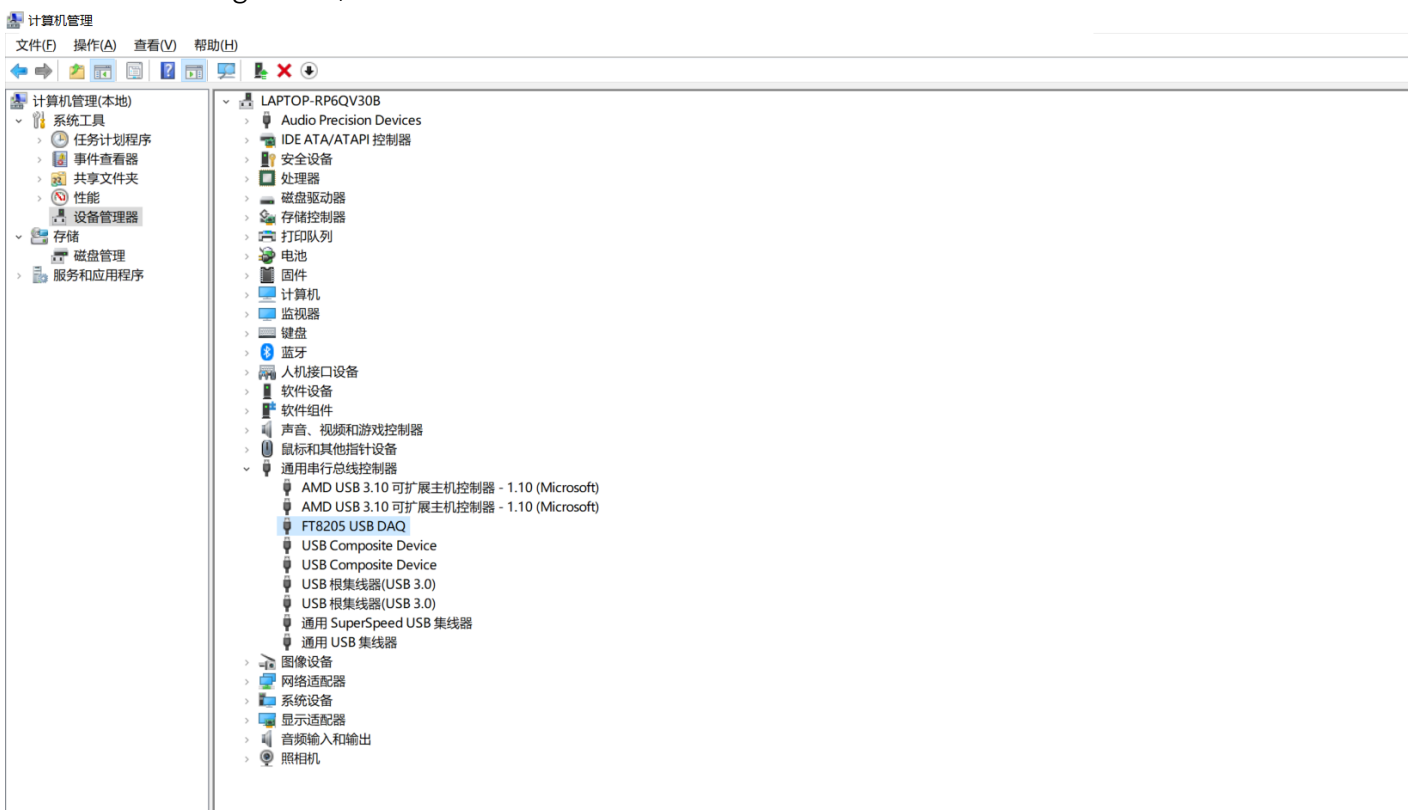 计算机管理
文件(F) 操作(A) 查看(V) 帮助(H)
计算机管理(本地)
系统工具
任务计划程序
事件查看器
共享文件夹
性能
设备管理器
存储
磁盘管理
服务和应用程序
LAPTOP-RP6QV30B
Audio Precision Devices
IDE ATA/ATAPI 控制器
安全设备
处理器
磁盘驱动器
存储控制器
打印队列
电池
固件
计算机
监视器
键盘
蓝牙
人机接口设备
软件设备
软件组件
声音、视频和游戏控制器
鼠标和其他指针设备
通用串行总线控制器
AMD USB 3.10 可扩展主机控制器 - 1.10 (Microsoft)
AMD USB 3.10 可扩展主机控制器 - 1.10 (Microsoft)
FT8205 USB DAQ
USB Composite Device
USB Composite Device
USB 根集线器(USB 3.0)
USB 根集线器(USB 3.0)
通用 SuperSpeed USB 集线器
通用 USB 集线器
图像设备
网络适配器
系统设备
显示适配器
音频输入和输出
照相机